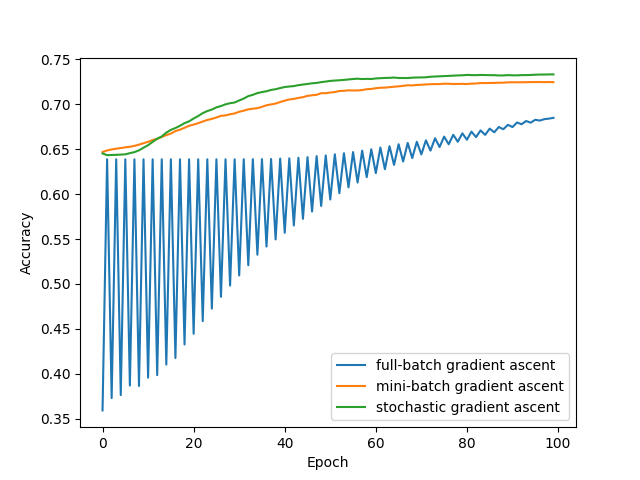 0.75
0.70
0.65
0.60
0.55
0.50
0.45
0.40
0.35
Accuracy
full-batch gradient ascent
mini-batch gradient ascent
stochastic gradient ascent
0 20 40 60 80 100
Epoch